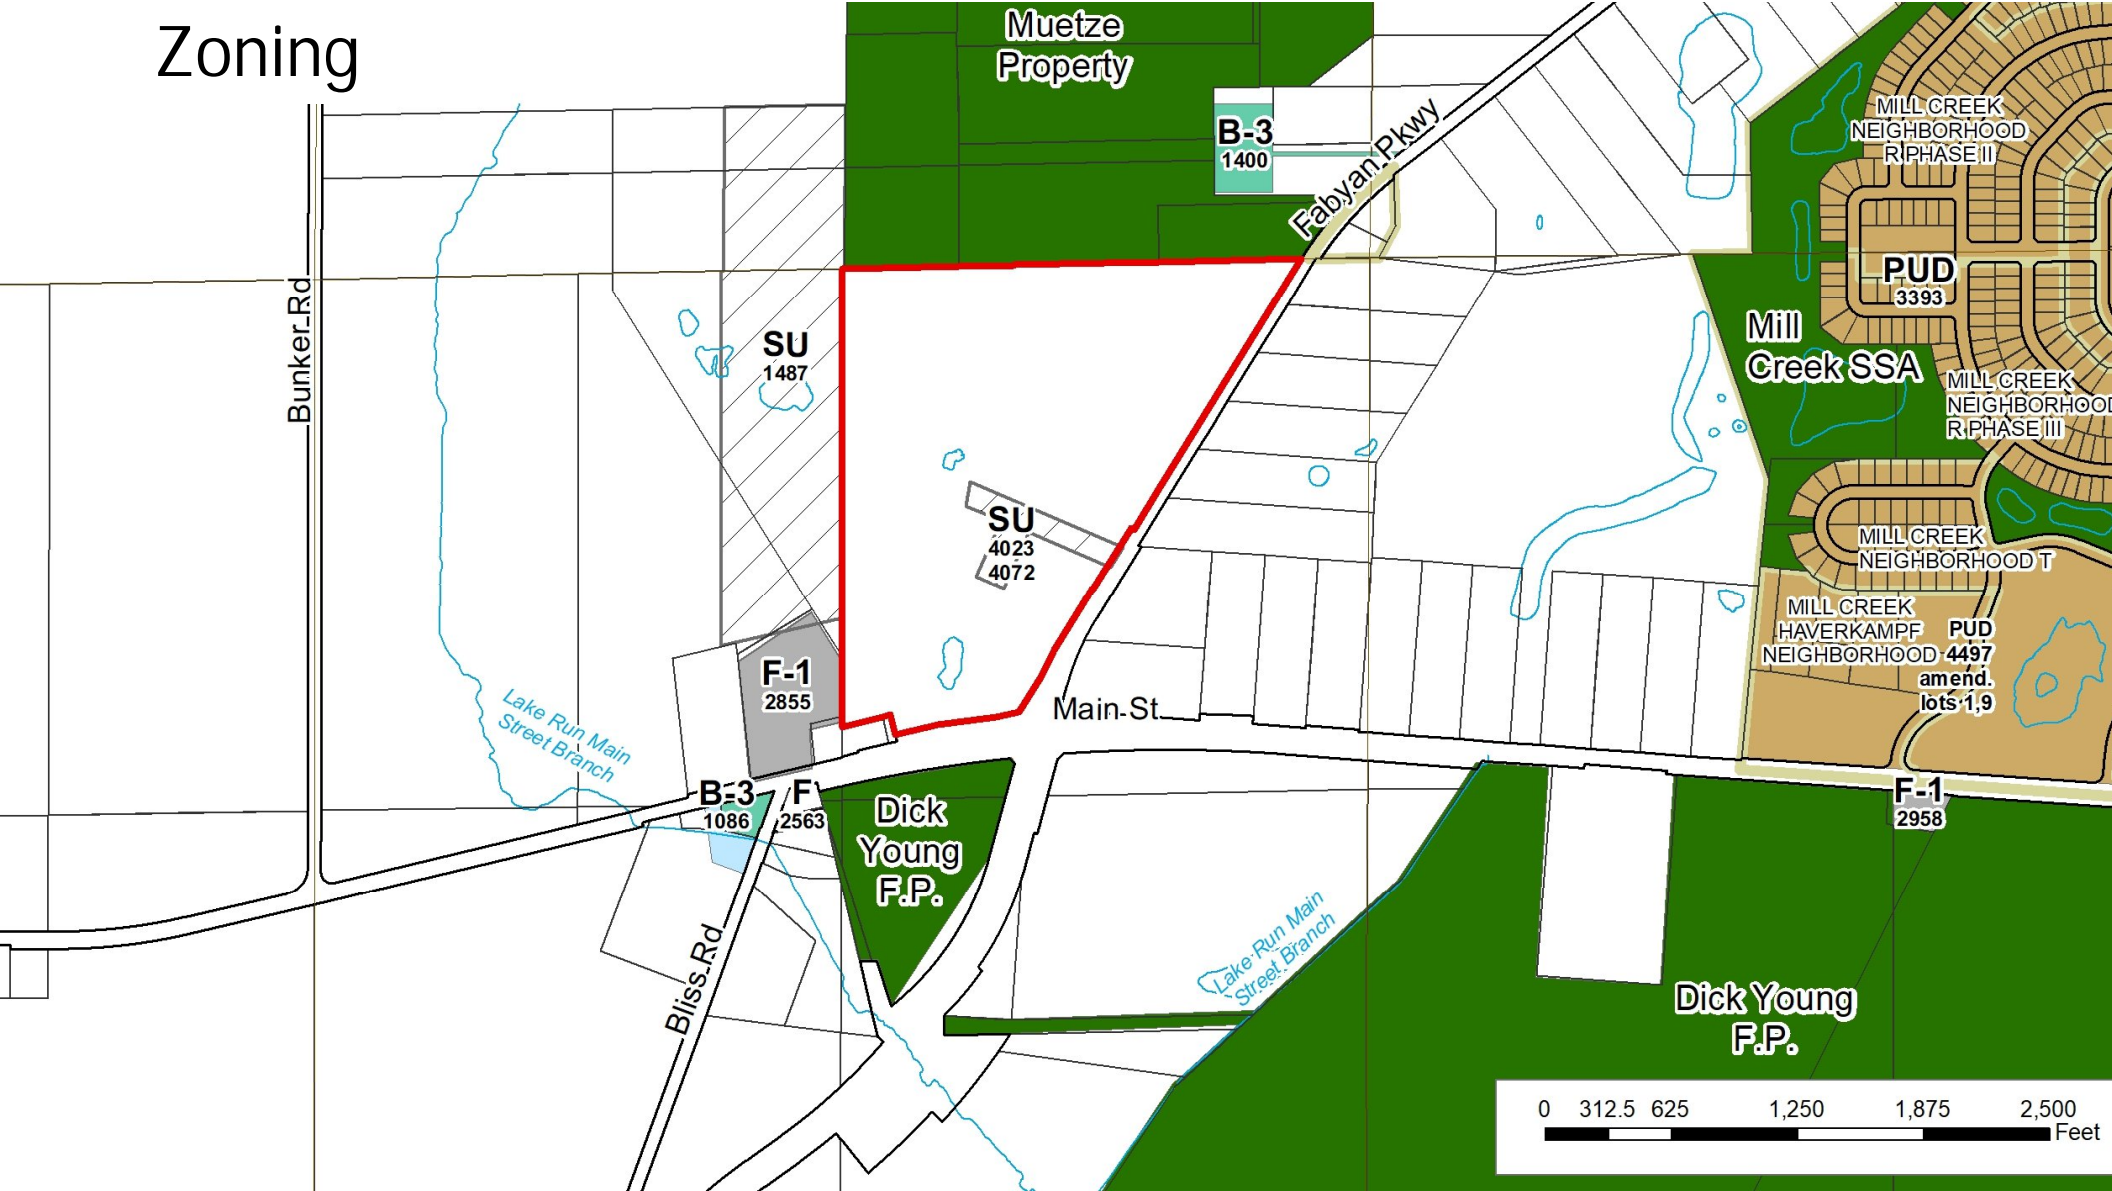 Zoning
Muetze
Property
B-3
1400
Fabyan Pkwy
MILL CREEK
NEIGHBORHOOD
R PHASE II
PUD
3393
Mill
Creek SSA
MILL CREEK
NEIGHBORHOOD
R PHASE III
Bunker Rd
SU
1487
SU
4023
4072
MILL CREEK
NEIGHBORHOOD T
MILL CREEK
HAVERKAMPF
NEIGHBORHOOD
PUD
4497
amend.
lots 1,9
F-1
2855
Main St
Lake Run Main
Street Branch
B-3
1086
F
2563
Dick
Young
F.P.
F-1
2958
Bliss Rd
Lake Run Main
Street Branch
Dick Young
F.P.
0 312.5 625 1,250 1,875 2,500
Feet